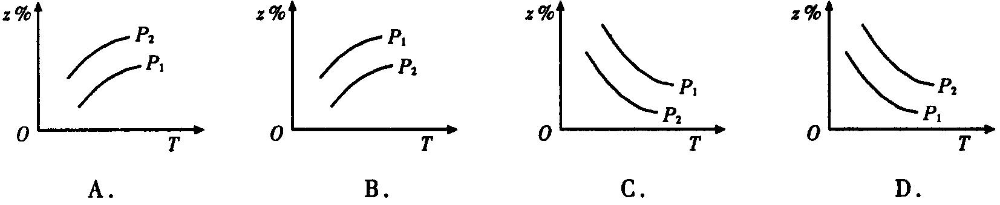 z% P₂ P₁ O T
A.
z% P₁ P₂ O T
B.
z% P₁ P₂ O T
C.
z% P₂ P₁ O T
D.